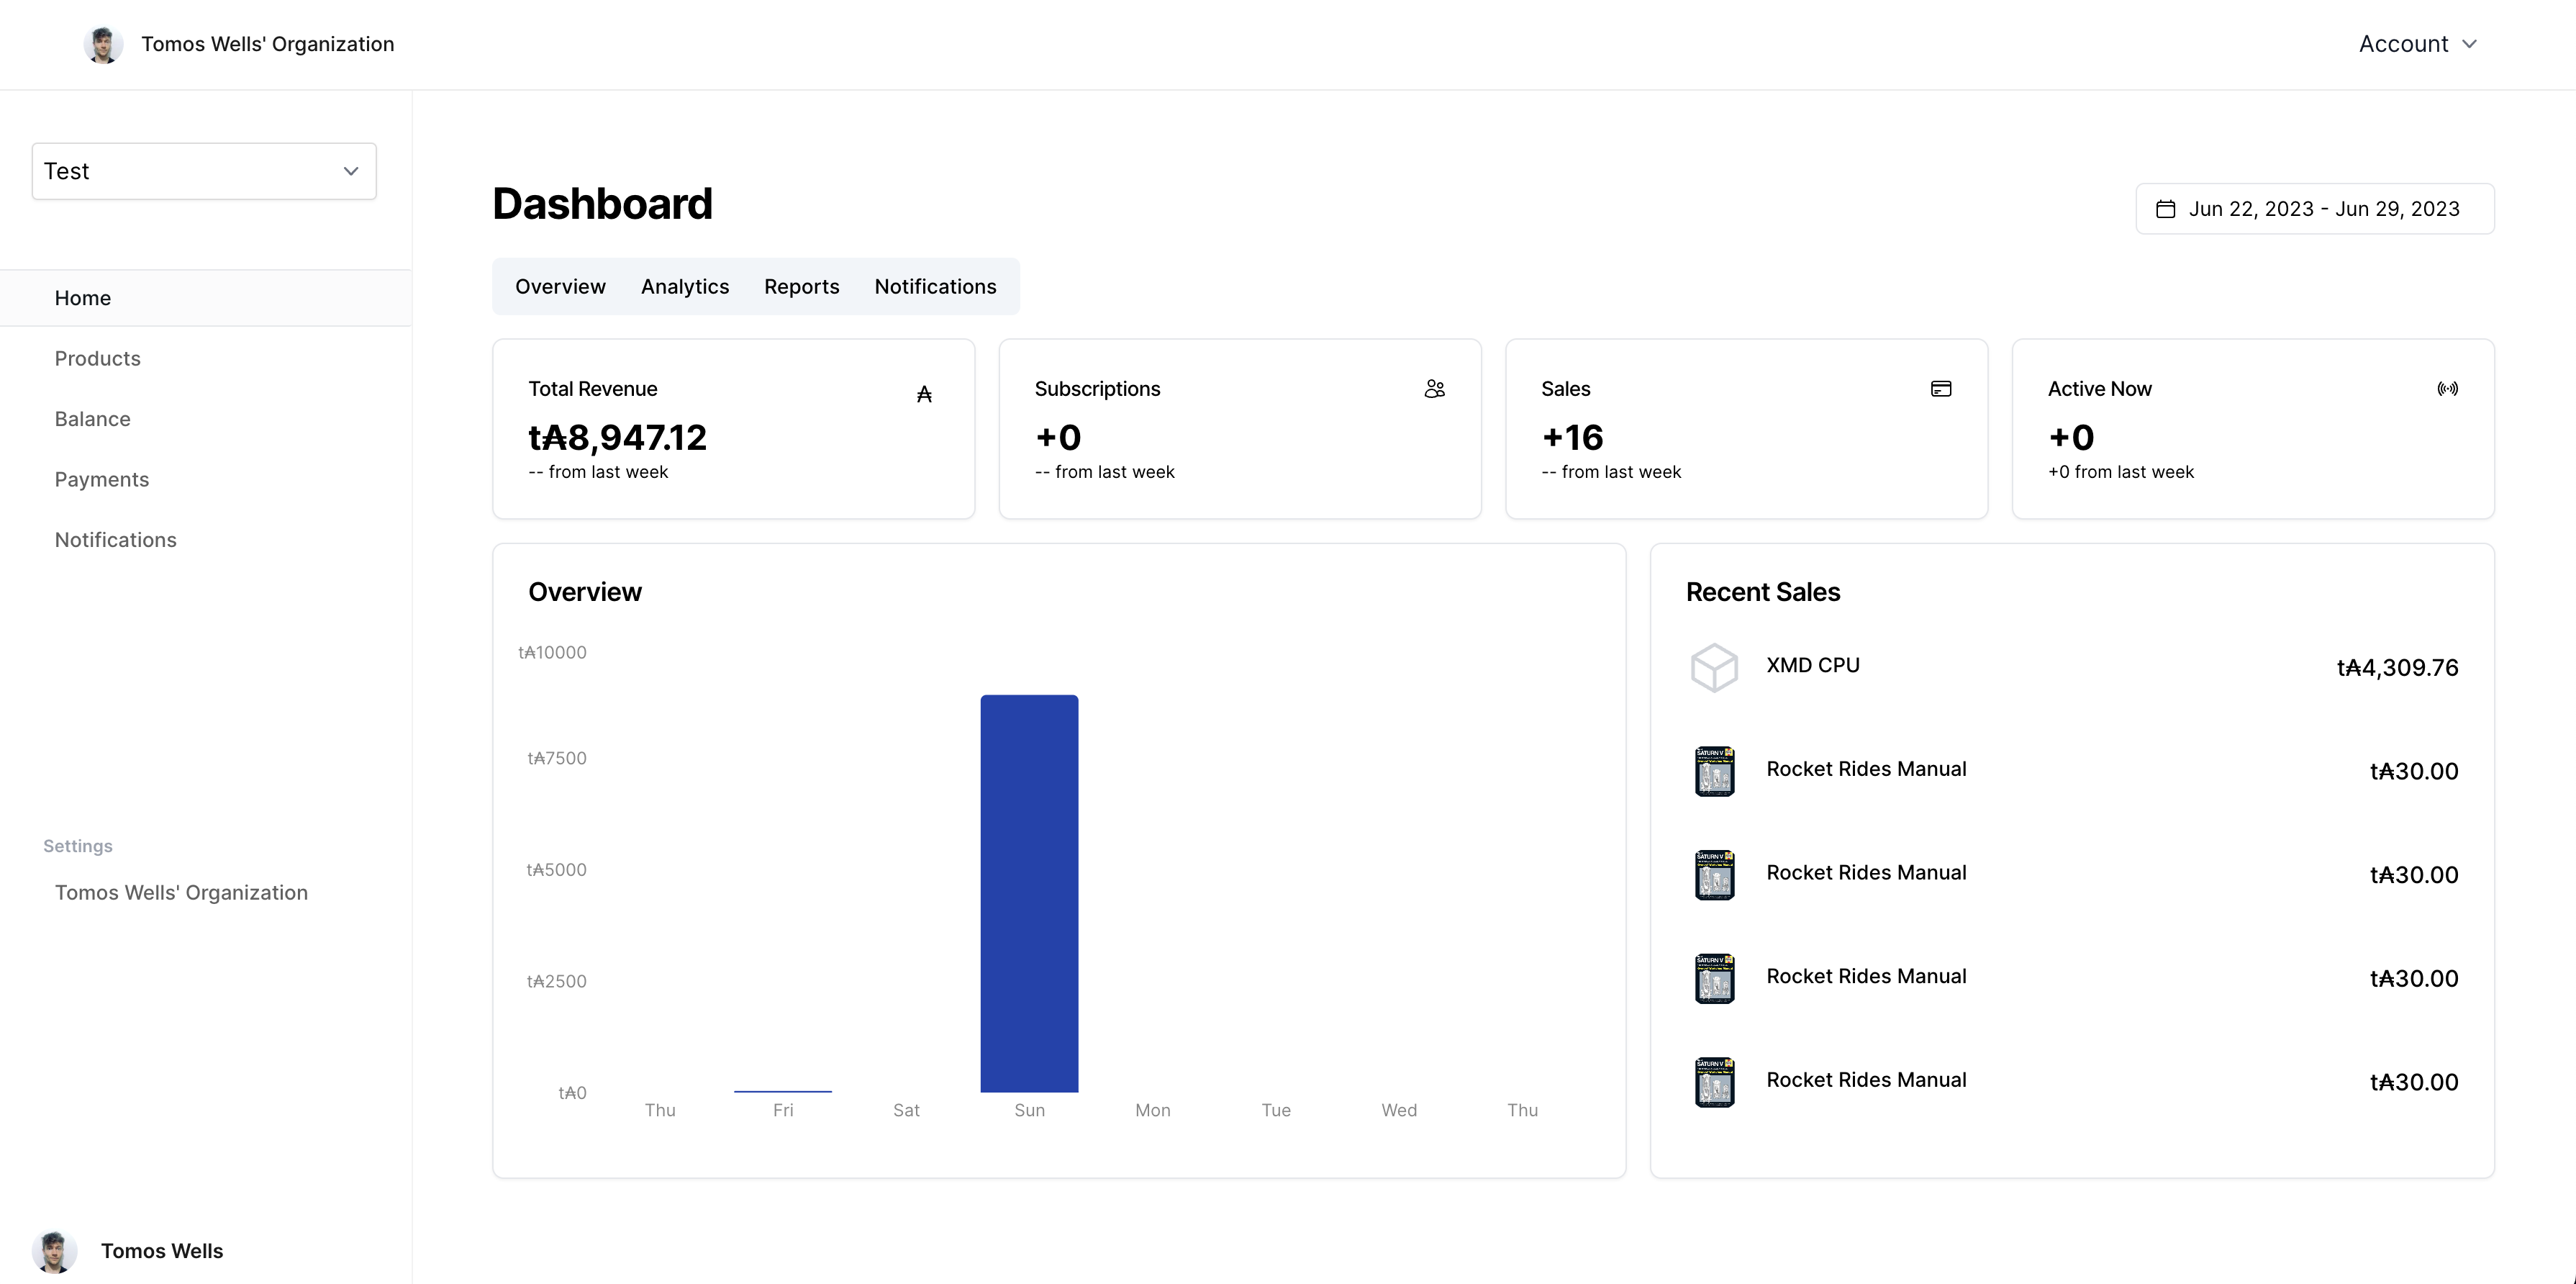 Tomos Wells' Organization
Account
Test
Home
Products
Balance
Payments
Notifications
Settings
Tomos Wells' Organization
Tomos Wells
Dashboard
Jun 22, 2023 - Jun 29, 2023
Overview Analytics Reports Notifications
Total Revenue
t₳8,947.12
-- from last week
Subscriptions
+0
-- from last week
Sales
+16
-- from last week
Active Now
+0
+0 from last week
Overview
t₳10000
t₳7500
t₳5000
t₳2500
t₳0
Thu Fri Sat Sun Mon Tue Wed Thu
Recent Sales
XMD CPU t₳4,309.76
SATURN V
Rocket Rides Manual t₳30.00
SATURN V
Rocket Rides Manual t₳30.00
SATURN V
Rocket Rides Manual t₳30.00
SATURN V
Rocket Rides Manual t₳30.00